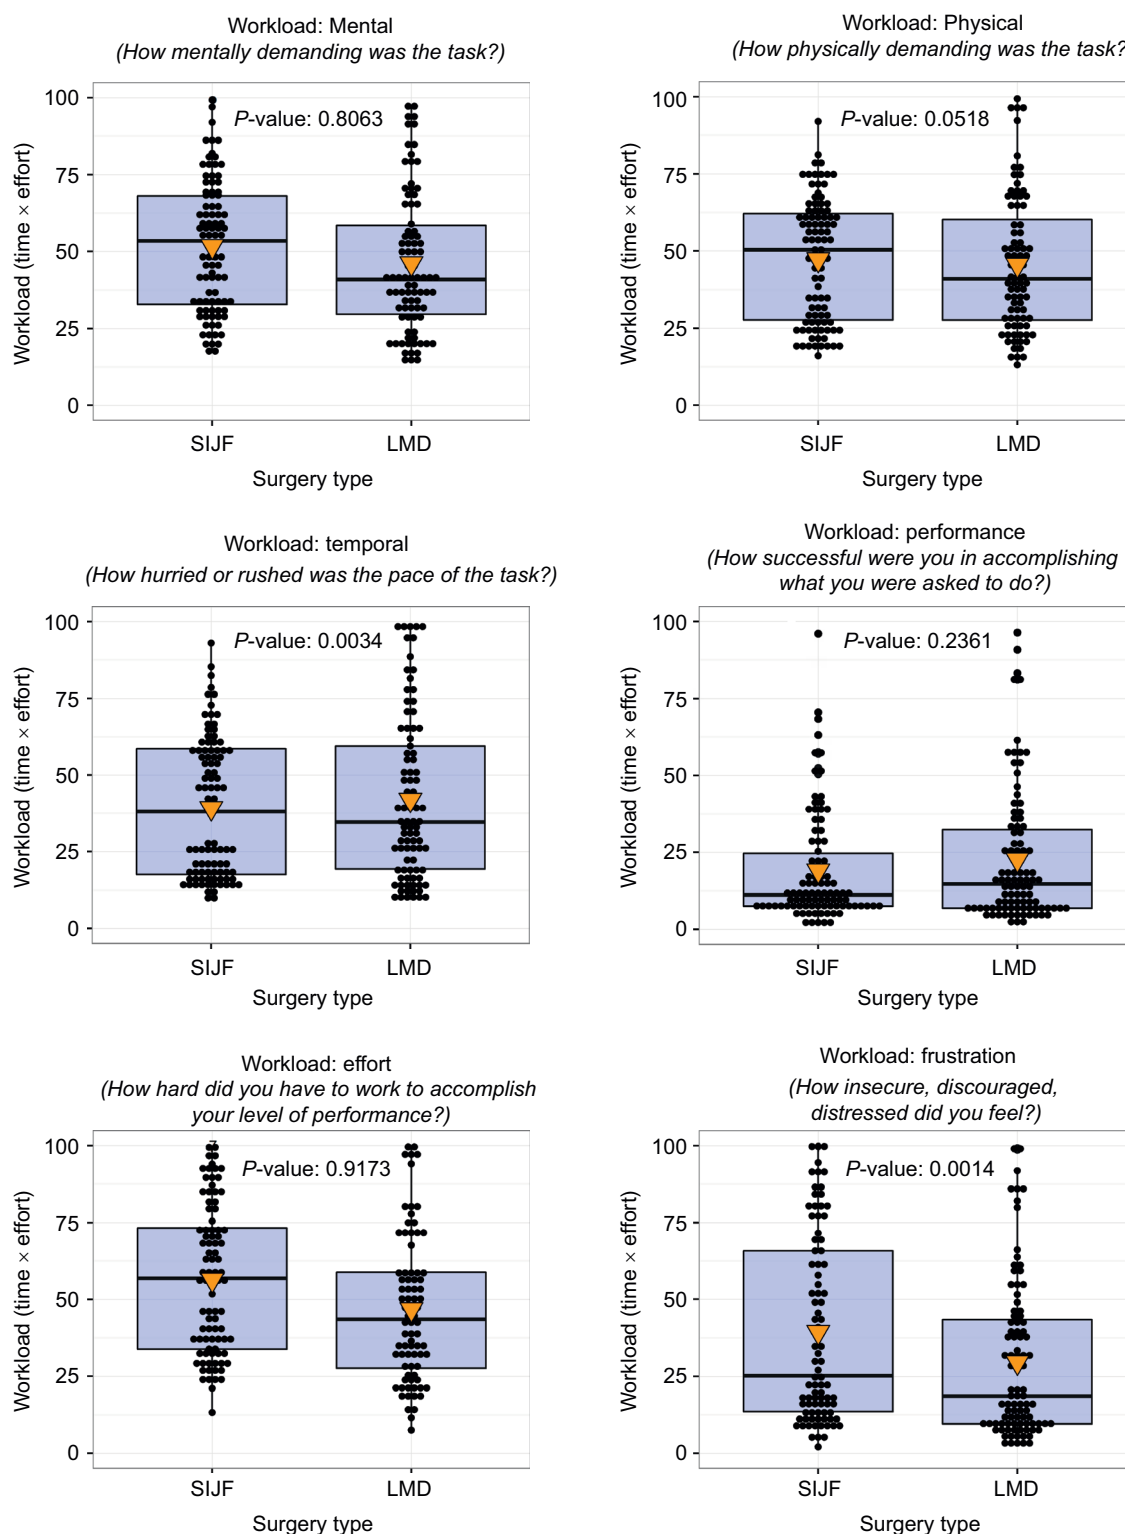 Workload: Mental
(How mentally demanding was the task?)
Workload (time × effort)
100
75
50
25
0
P-value: 0.8063
SIJF
LMD
Surgery type
Workload: Physical
(How physically demanding was the task?
Workload (time × effort)
100
75
50
25
0
P-value: 0.0518
SIJF
LMD
Surgery type
Workload: temporal
(How hurried or rushed was the pace of the task?)
Workload (time × effort)
100
75
50
25
0
P-value: 0.0034
SIJF
LMD
Surgery type
Workload: performance
(How successful were you in accomplishing
what you were asked to do?)
Workload (time × effort)
100
75
50
25
0
P-value: 0.2361
SIJF
LMD
Surgery type
Workload: effort
(How hard did you have to work to accomplish
your level of performance?)
Workload (time × effort)
100
75
50
25
0
P-value: 0.9173
SIJF
LMD
Surgery type
Workload: frustration
(How insecure, discouraged,
distressed did you feel?)
Workload (time × effort)
100
75
50
25
0
P-value: 0.0014
SIJF
LMD
Surgery type